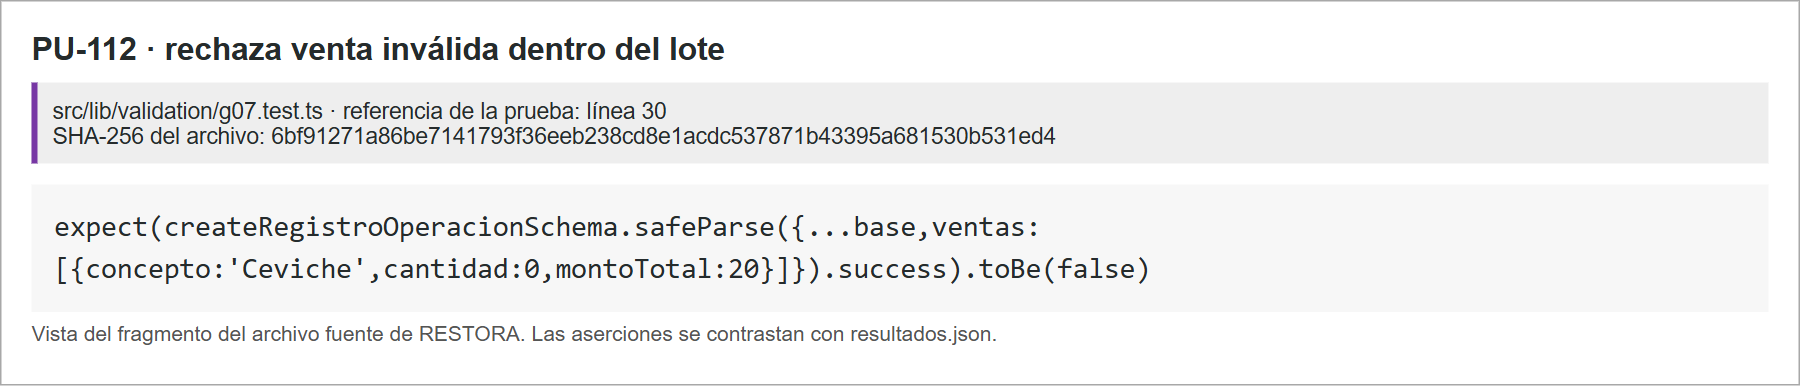 PU-112 · rechaza venta inválida dentro del lote
src/lib/validation/g07.test.ts · referencia de la prueba: línea 30
SHA-256 del archivo: 6bf91271a86be7141793f36eeb238cd8e1acdc537871b43395a681530b531ed4
expect(createRegistroOperacionSchema.safeParse({...base,ventas:
[{concepto:'Ceviche',cantidad:0,montoTotal:20}]}).success).toBe(false)
Vista del fragmento del archivo fuente de RESTORA. Las aserciones se contrastan con resultados.json.